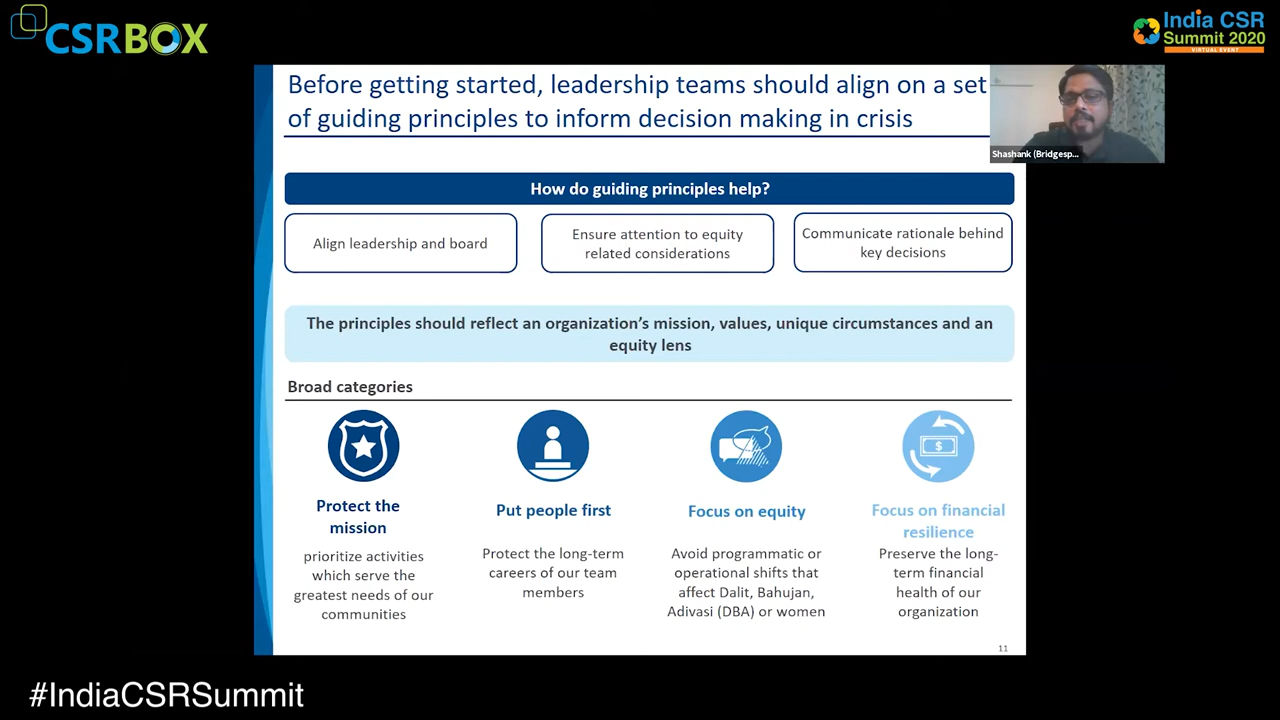 CSRBOX
India CSR
Summit 2020
VIRTUAL EVENT
Before getting started, leadership teams should align on a set
of guiding principles to inform decision making in crisis
Shashank (Bridgesp...
How do guiding principles help?
Align leadership and board
Ensure attention to equity
related considerations
Communicate rationale behind
key decisions
The principles should reflect an organization's mission, values, unique circumstances and an
equity lens
Broad categories
$
Protect the
mission
prioritize activities
which serve the
greatest needs of our
communities
Put people first
Protect the long-term
careers of our team
members
Focus on equity
Avoid programmatic or
operational shifts that
affect Dalit, Bahujan,
Adivasi (DBA) or women
Focus on financial
resilience
Preserve the long-
term financial
health of our
organization
11
#IndiaCSRSummit